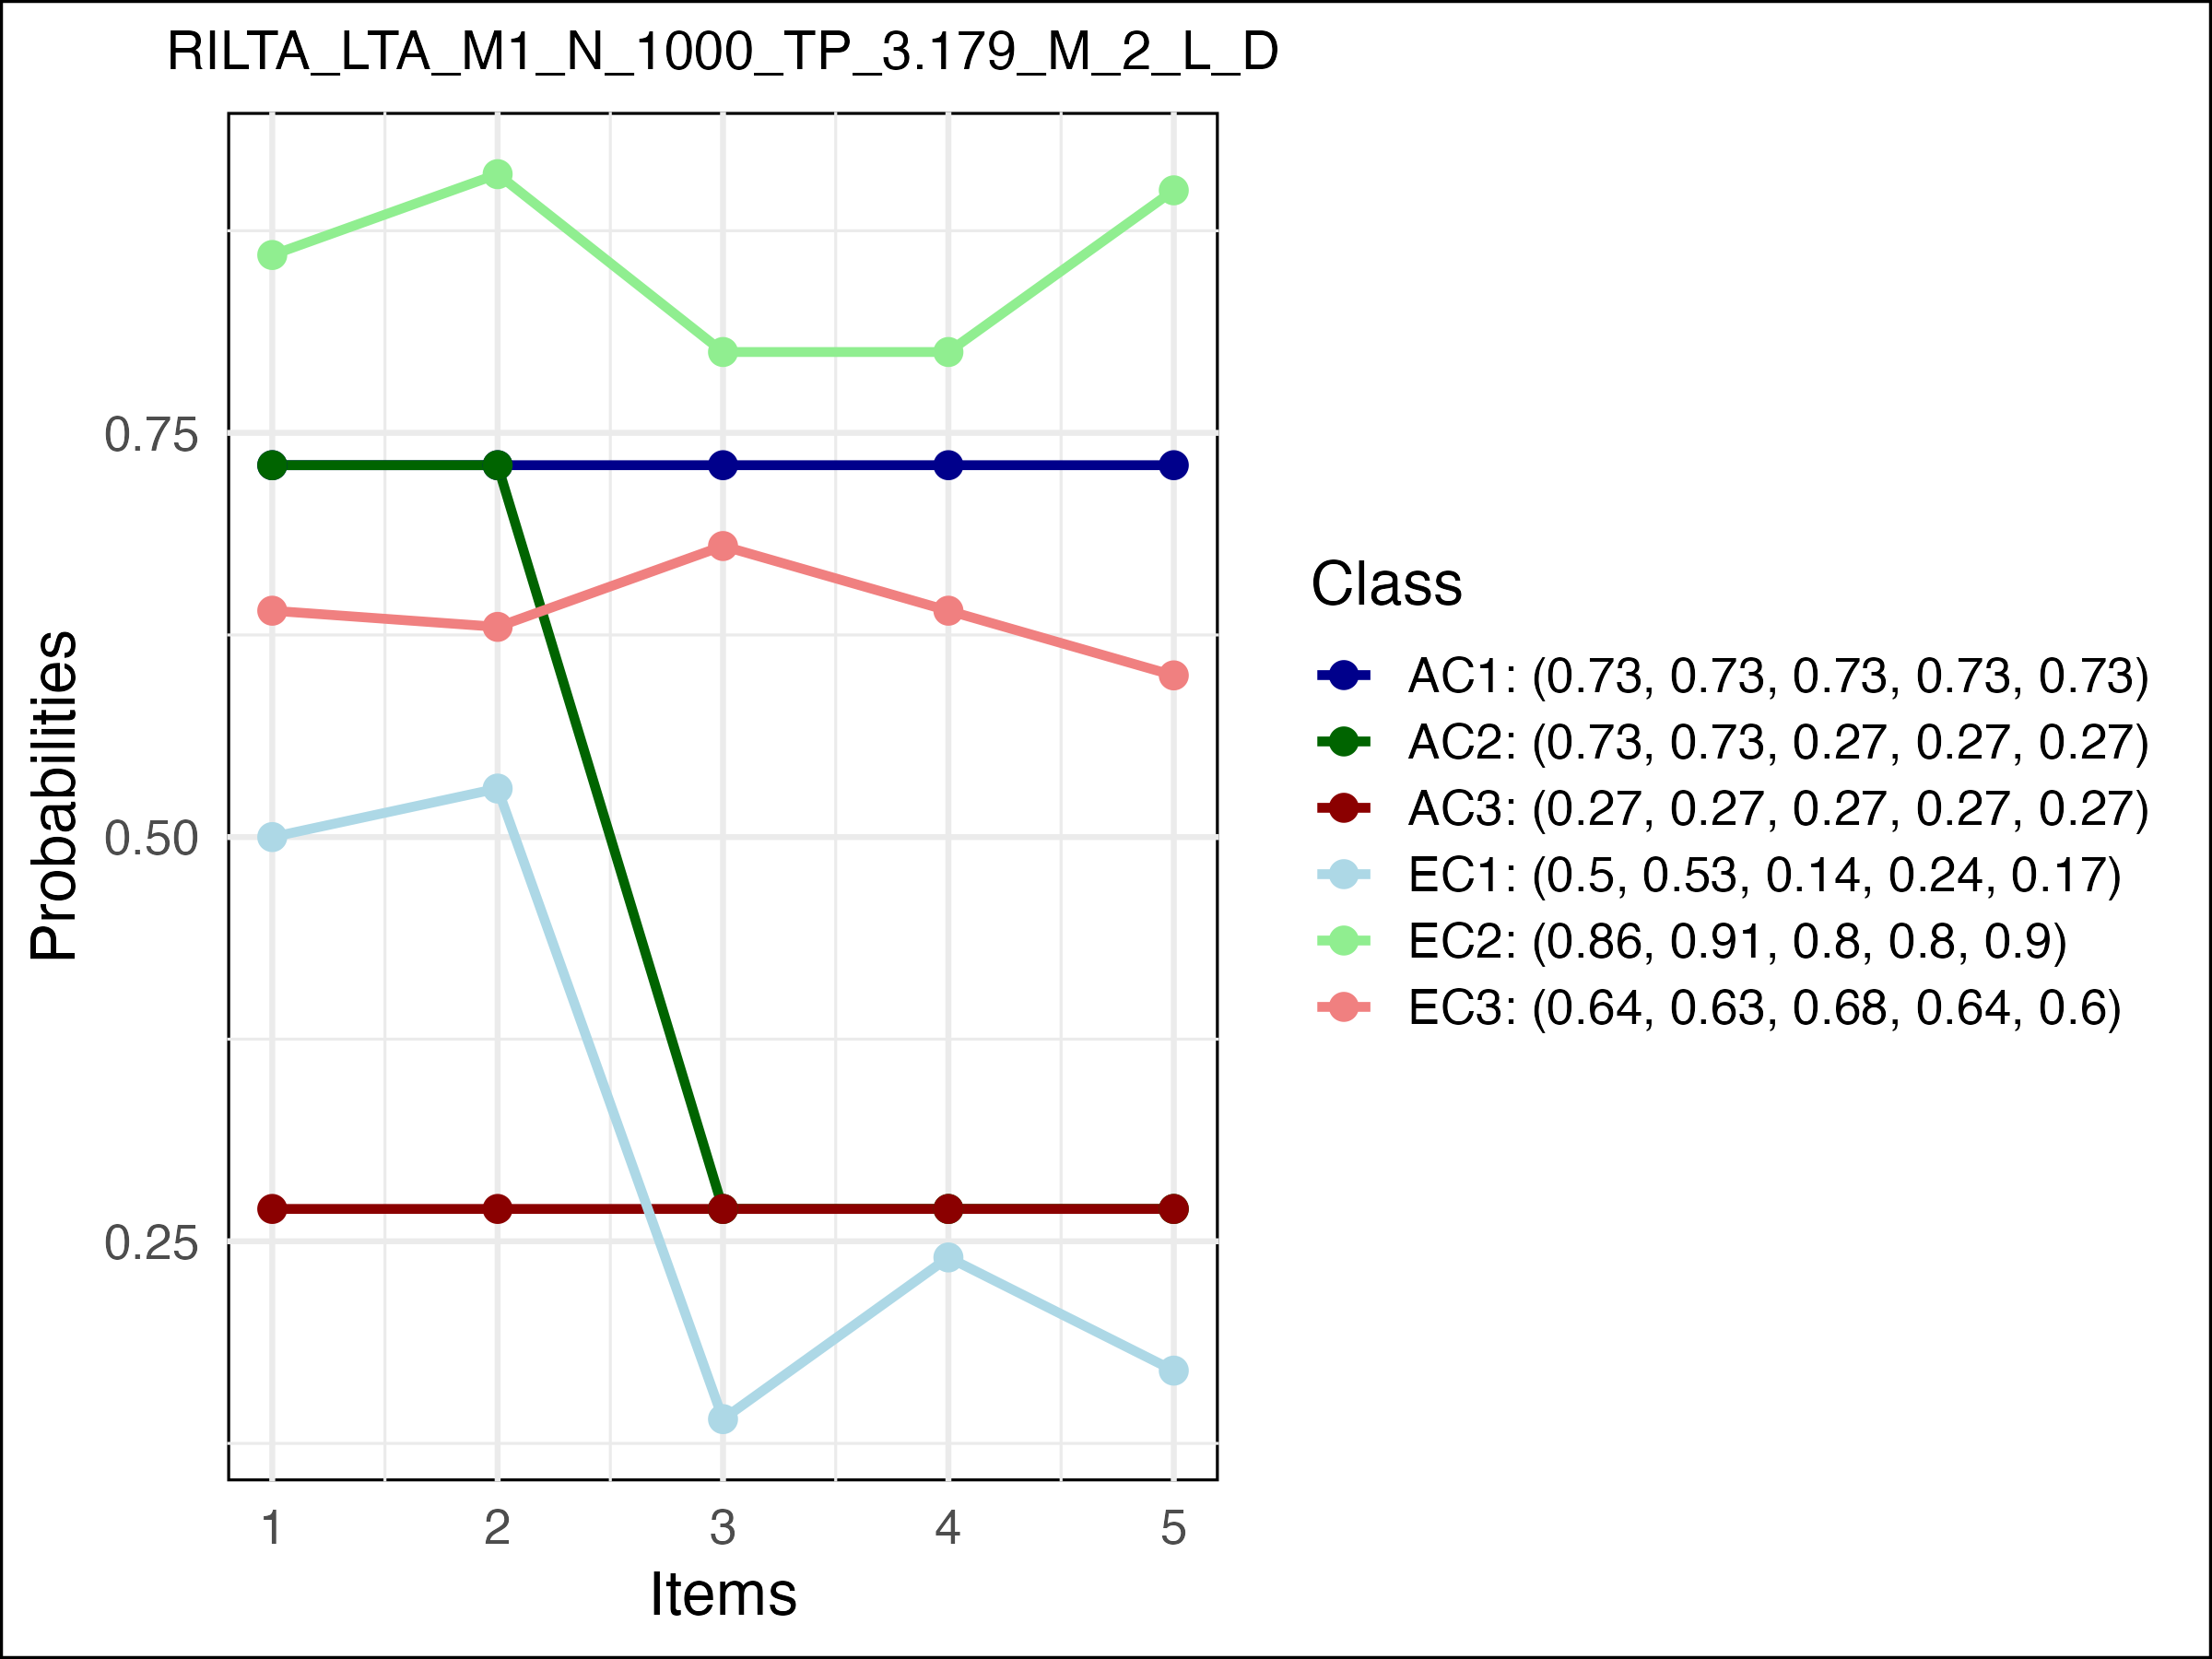 RILTA_LTA_M1_N_1000_TP_3.179_M_2_L_D
Probabilities
0.75
0.50
0.25
1 2 3 4 5
Items
Class
AC1: (0.73, 0.73, 0.73, 0.73, 0.73)
AC2: (0.73, 0.73, 0.27, 0.27, 0.27)
AC3: (0.27, 0.27, 0.27, 0.27, 0.27)
EC1: (0.5, 0.53, 0.14, 0.24, 0.17)
EC2: (0.86, 0.91, 0.8, 0.8, 0.9)
EC3: (0.64, 0.63, 0.68, 0.64, 0.6)